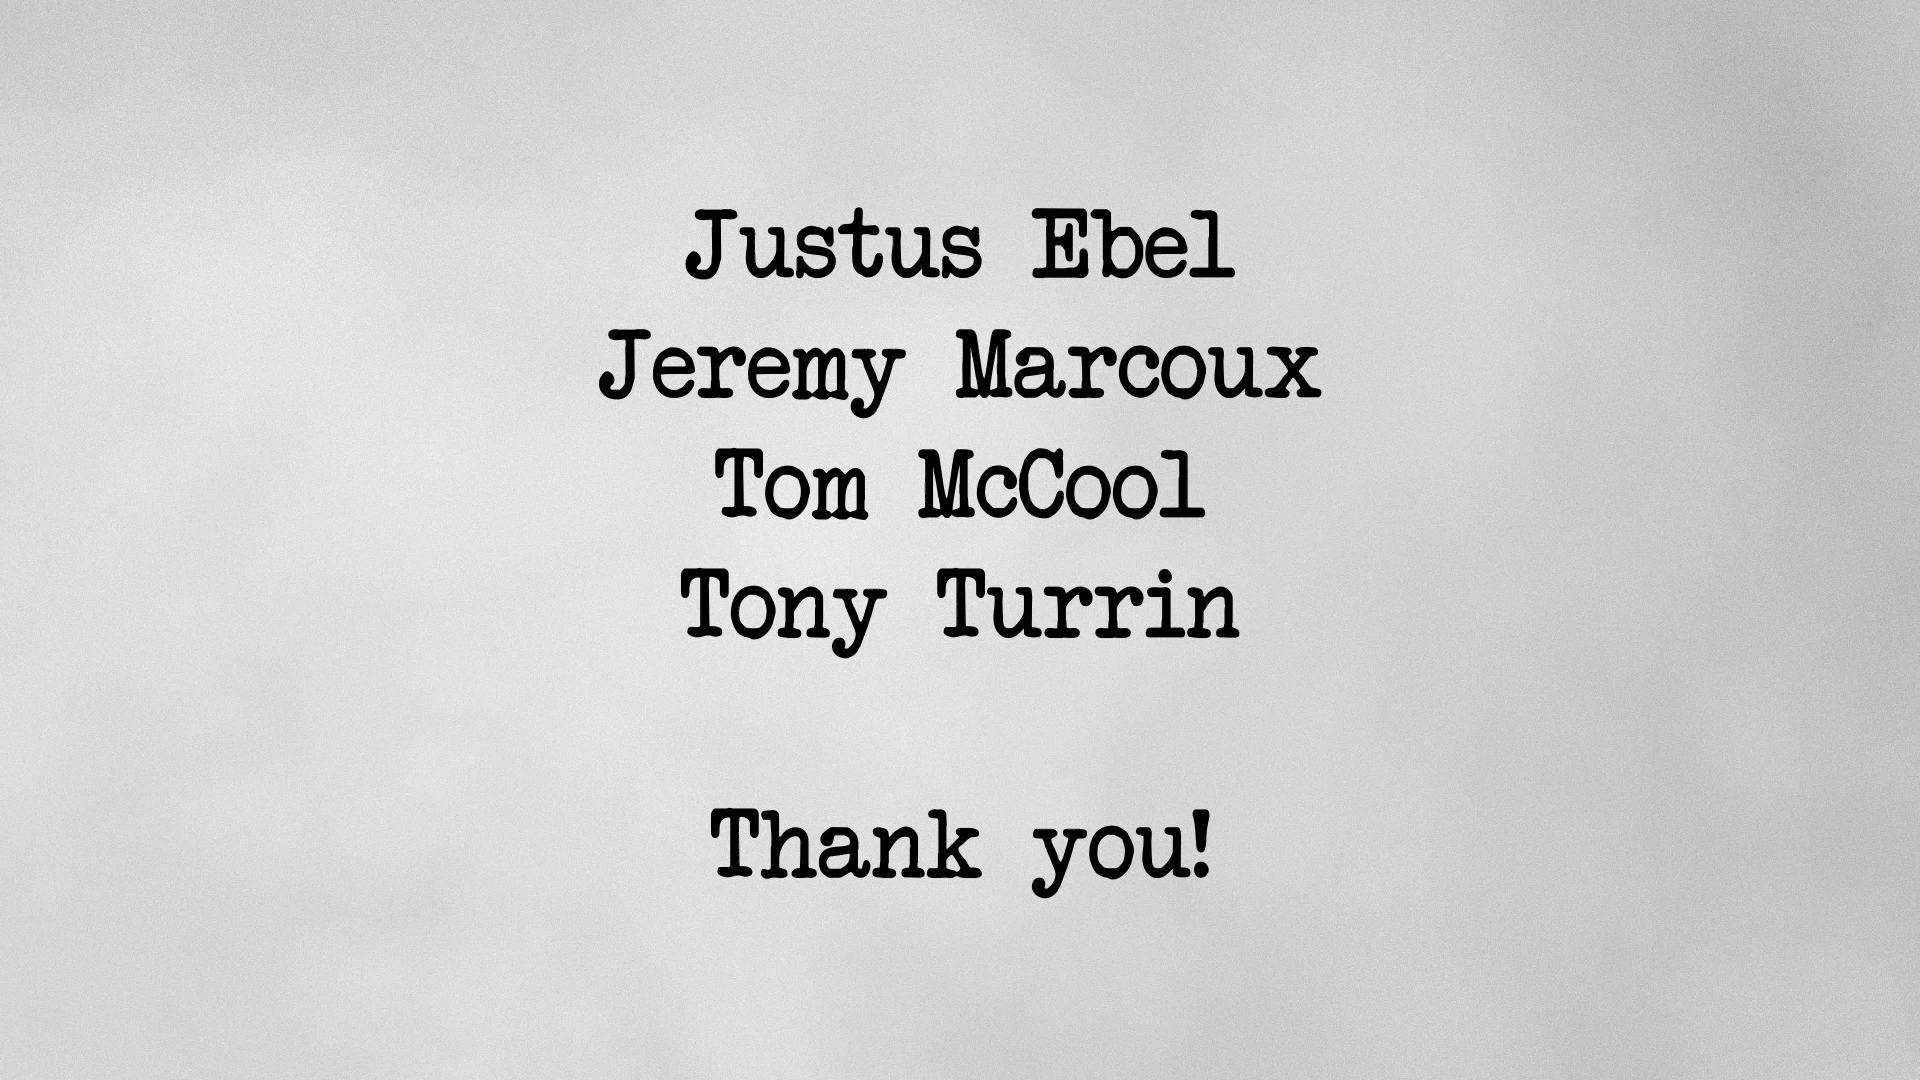 Justus Ebel
Jeremy Marcoux
Tom McCool
Tony Turrin
Thank you!